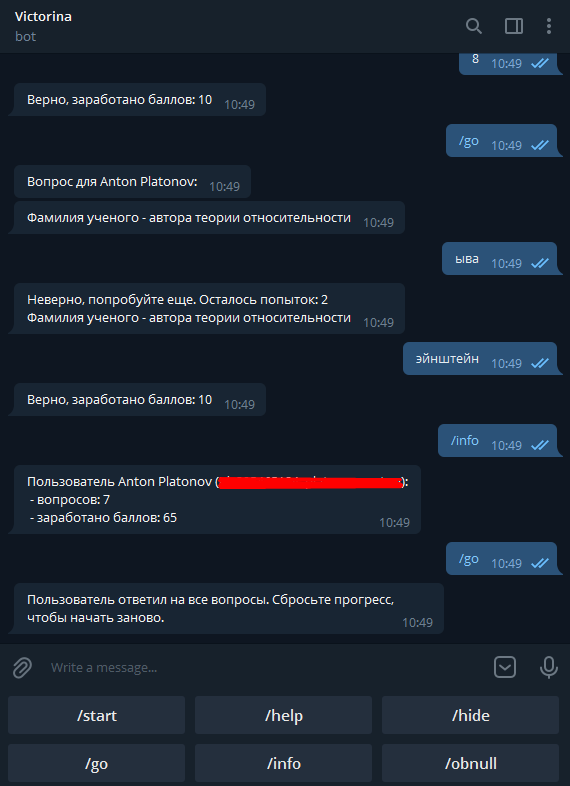 Victorina
bot
8 10:49
Верно, заработано баллов: 10 10:49
/go 10:49
Вопрос для Anton Platonov: 10:49
Фамилия ученого - автора теории относительности 10:49
ыва 10:49
Неверно, попробуйте еще. Осталось попыток: 2
Фамилия ученого - автора теории относительности 10:49
эйнштейн 10:49
Верно, заработано баллов: 10 10:49
/info 10:49
Пользователь Anton Platonov ( ):
- вопросов: 7
- заработано баллов: 65 10:49
/go 10:49
Пользователь ответил на все вопросы. Сбросьте прогресс,
чтобы начать заново. 10:49
Write a message...
/start /help /hide
/go /info /obnull